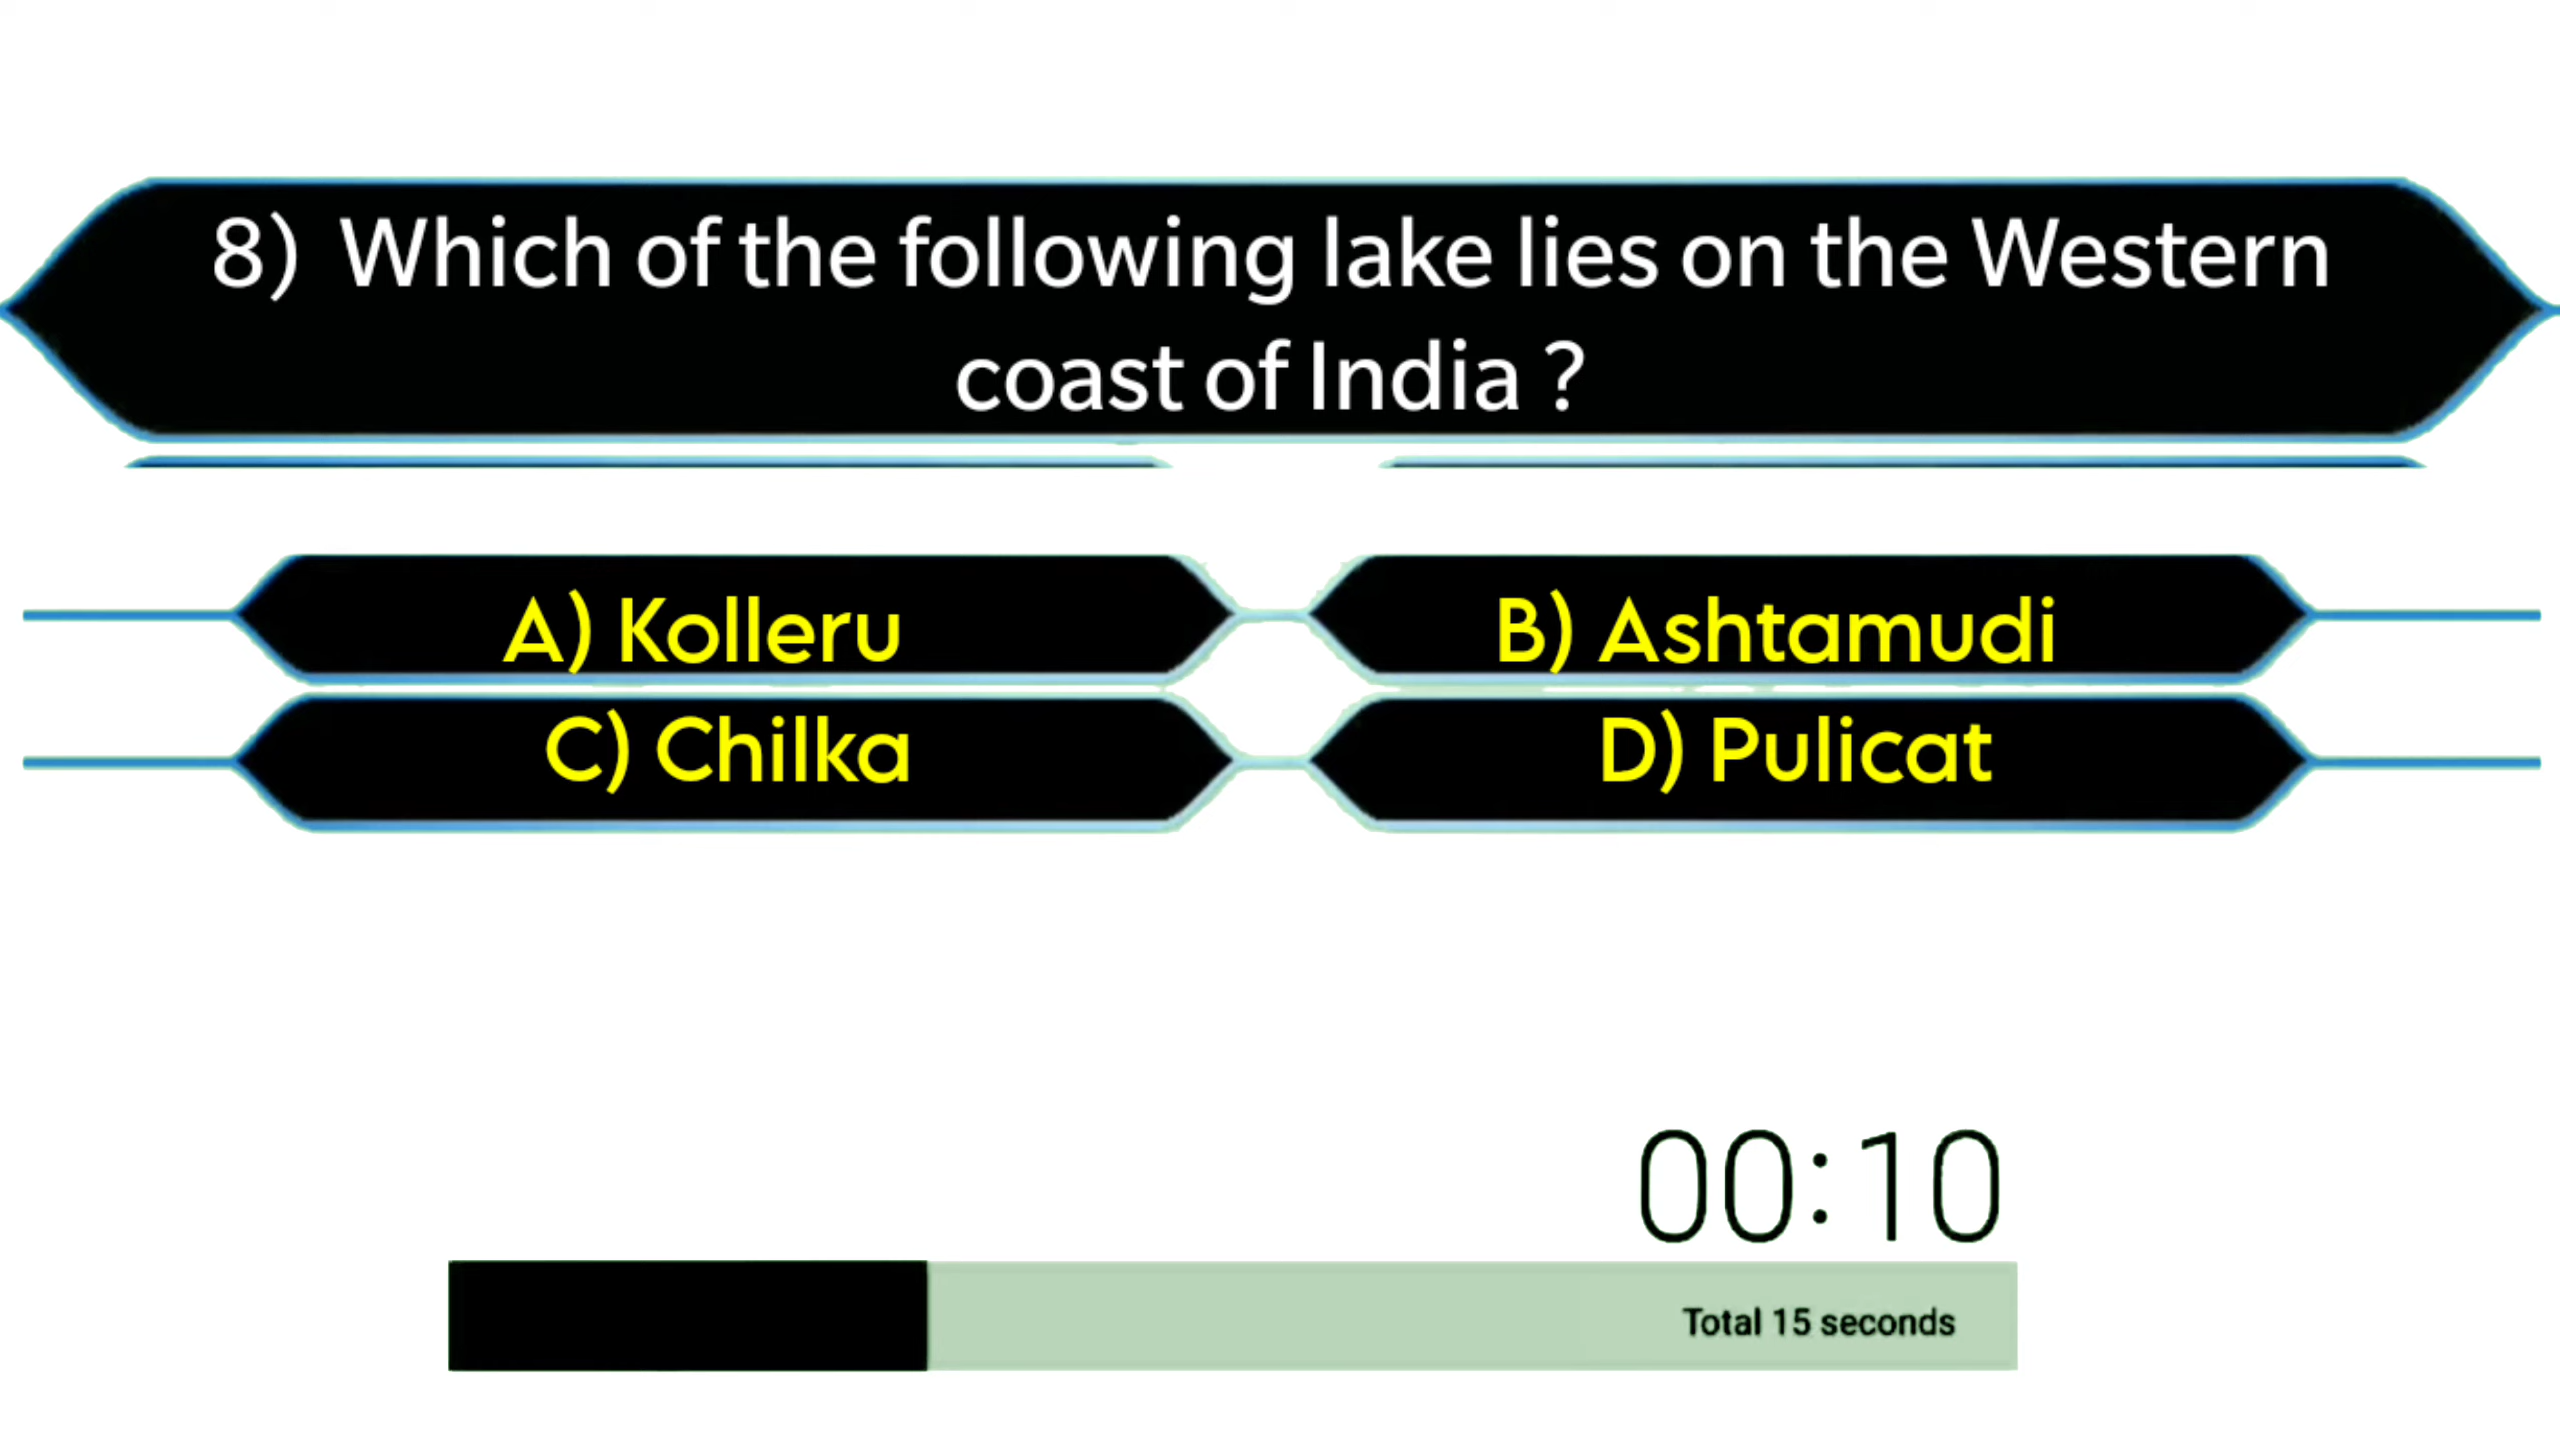 8) Which of the following lake lies on the Western
coast of India ?
A) Kolleru
B) Ashtamudi
C) Chilka
D) Pulicat
00:10
Total 15 seconds